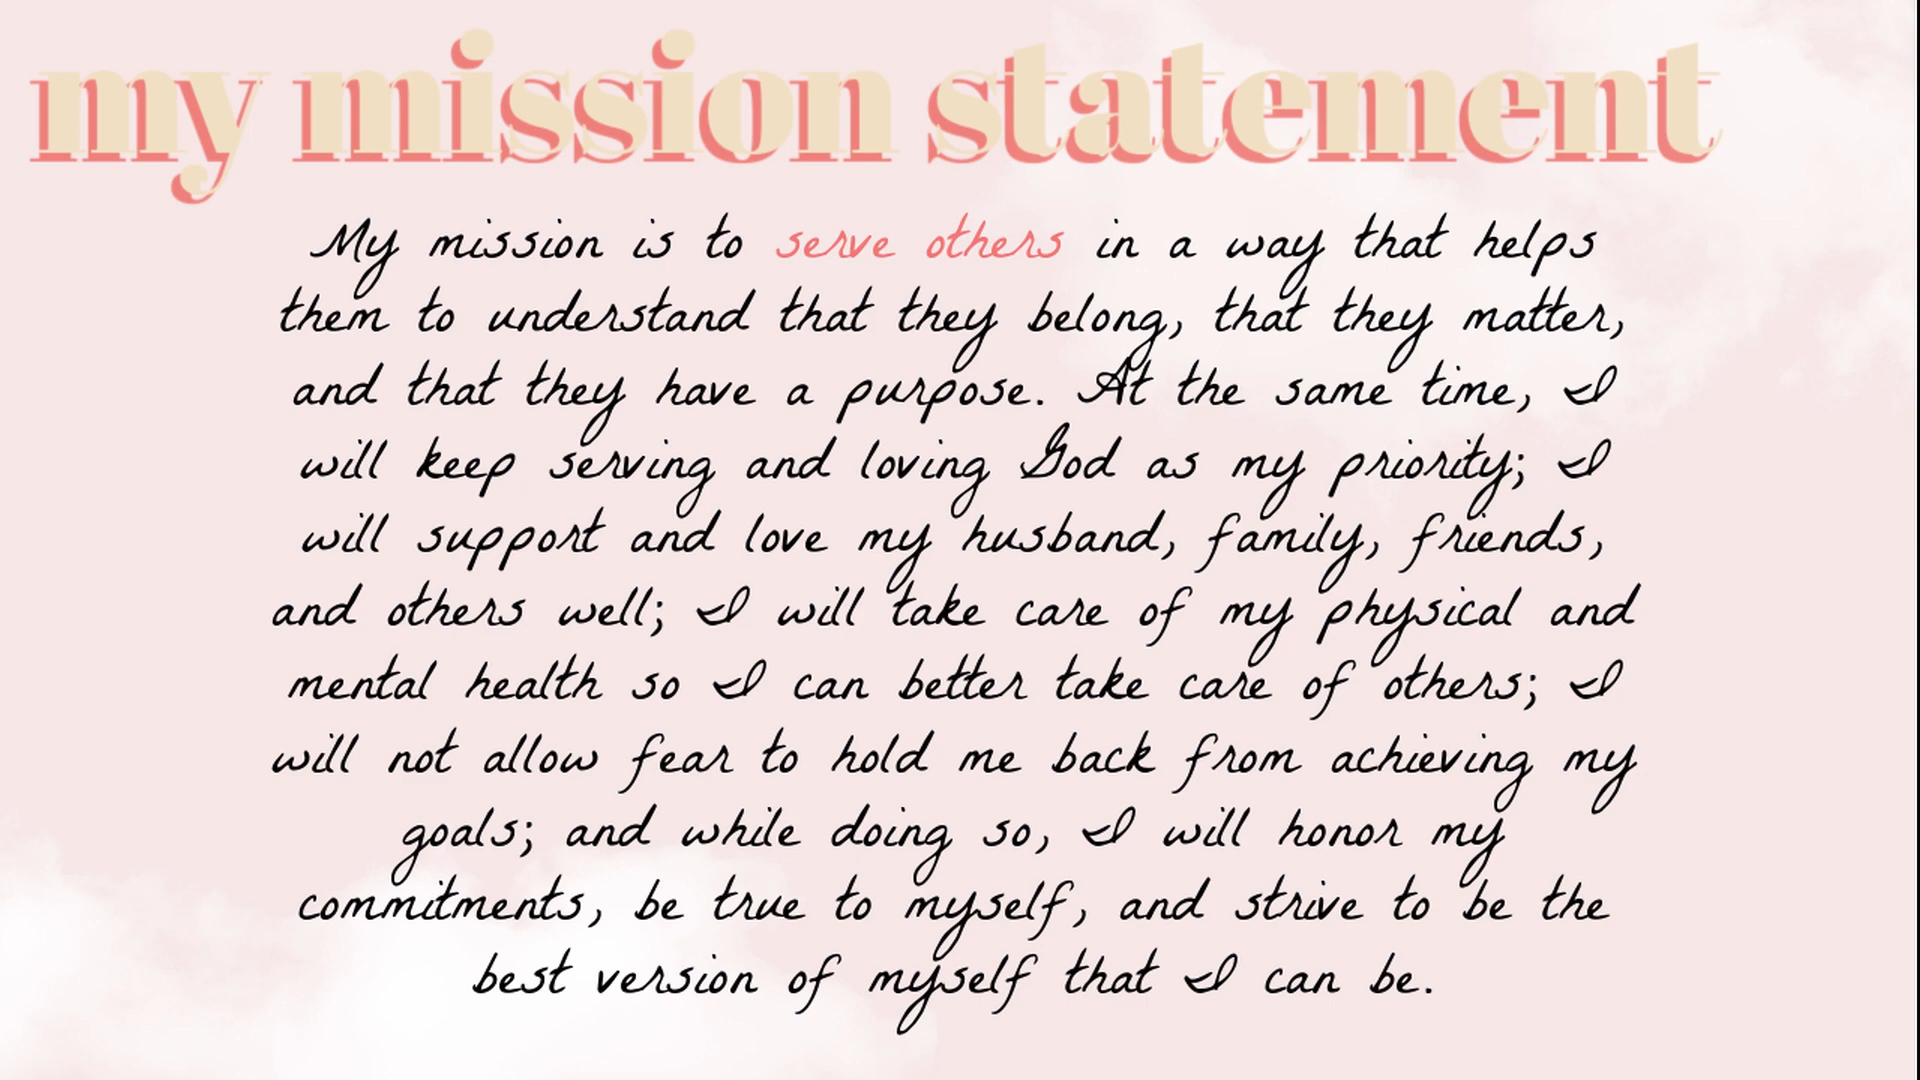 my mission statement
My mission is to serve others in a way that helps
them to understand that they belong, that they matter,
and that they have a purpose. At the same time, I
will keep serving and loving God as my priority; I
will support and love my husband, family, friends,
and others well; I will take care of my physical and
mental health so I can better take care of others; I
will not allow fear to hold me back from achieving my
goals; and while doing so, I will honor my
commitments, be true to myself, and strive to be the
best version of myself that I can be.